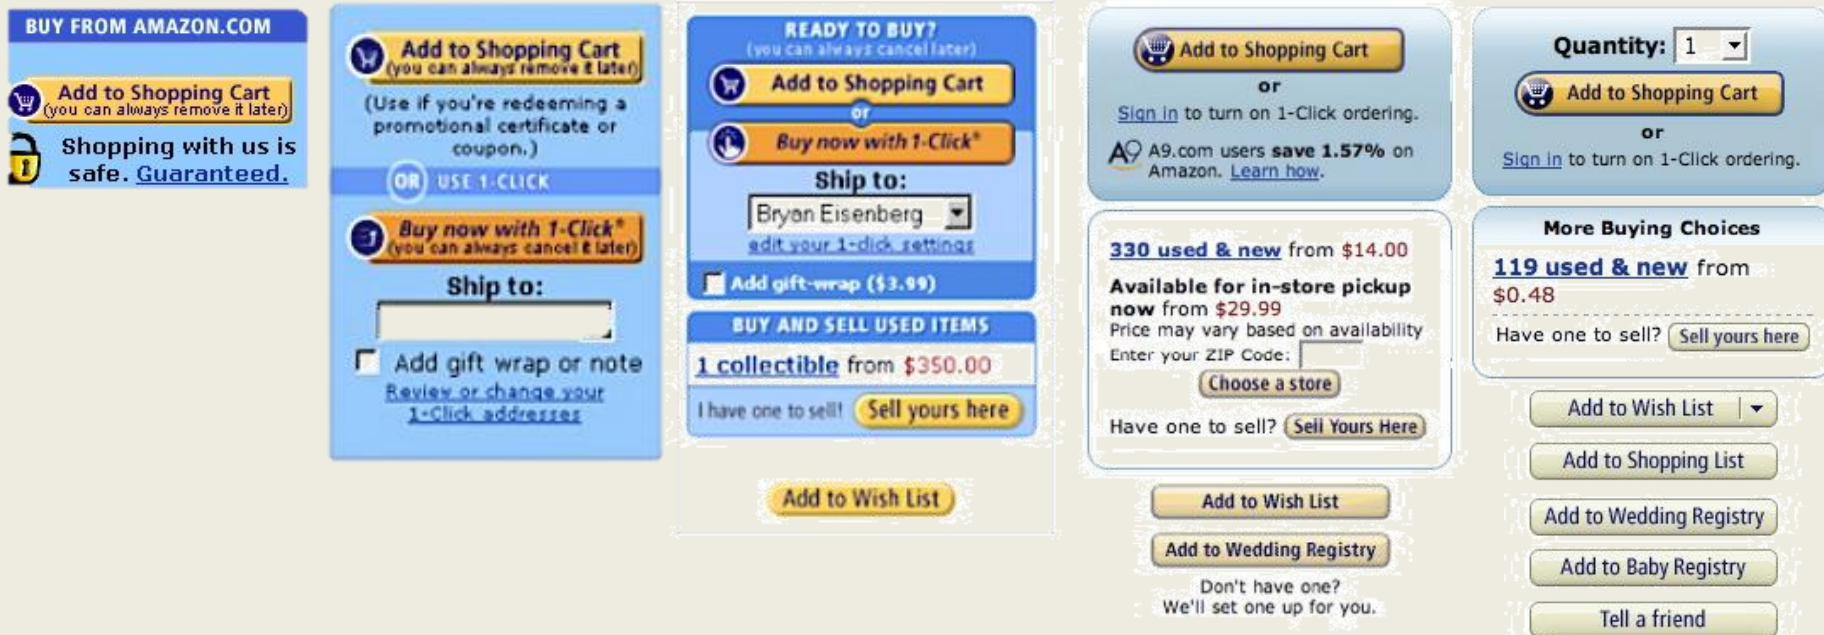 BUY FROM AMAZON.COM
Add to Shopping Cart
(you can always remove it later)
Shopping with us is
safe. Guaranteed.
Add to Shopping Cart
(you can always remove it later)
(Use if you're redeeming a
promotional certificate or
coupon.)
OR USE 1-CLICK
Buy now with 1-Click®
(you can always cancel it later)
Ship to:
Add gift wrap or note
Review or change your
1-Click addresses
READY TO BUY?
(you can always cancel later)
Add to Shopping Cart
or
Buy now with 1-Click®
Ship to:
Bryan Eisenberg
edit your 1-click settings
Add gift-wrap ($3.99)
BUY AND SELL USED ITEMS
1 collectible from $350.00
I have one to sell! Sell yours here
Add to Wish List
Add to Shopping Cart
or
Sign in to turn on 1-Click ordering.
A9 A9.com users save 1.57% on
Amazon. Learn how.
330 used & new from $14.00
Available for in-store pickup
now from $29.99
Price may vary based on availability
Enter your ZIP Code:
Choose a store
Have one to sell? Sell Yours Here
Add to Wish List
Add to Wedding Registry
Don't have one?
We'll set one up for you.
Quantity: 1
Add to Shopping Cart
or
Sign in to turn on 1-Click ordering.
More Buying Choices
119 used & new from
$0.48
Have one to sell? Sell yours here
Add to Wish List
Add to Shopping List
Add to Wedding Registry
Add to Baby Registry
Tell a friend